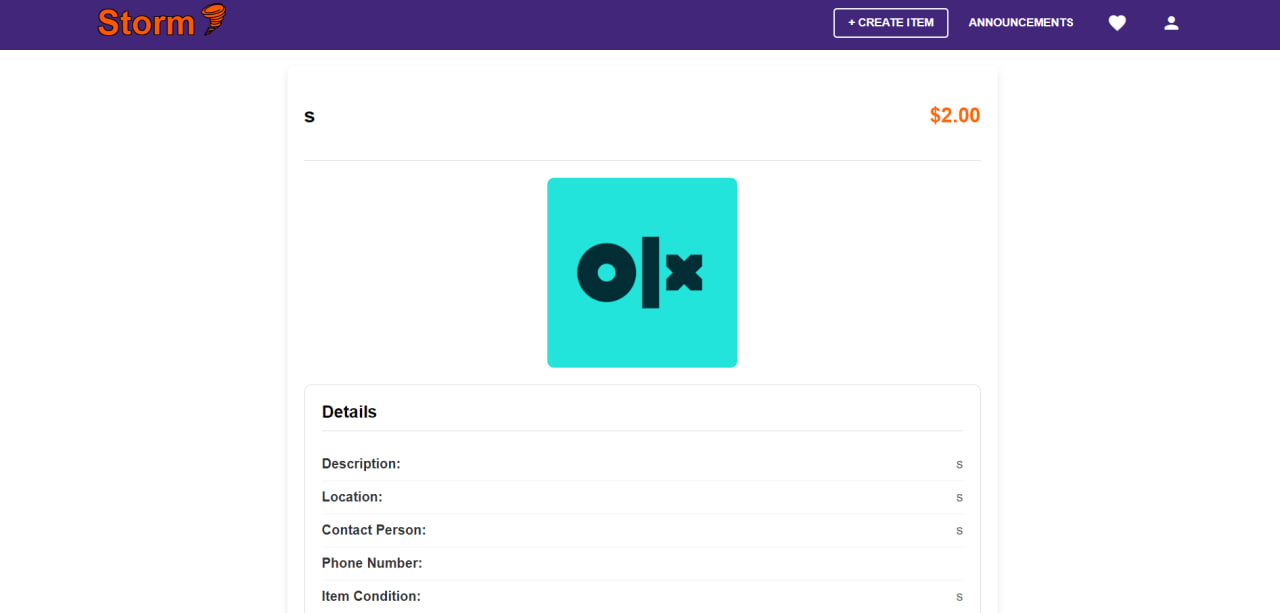 Storm
+ CREATE ITEM
ANNOUNCEMENTS
s
$2.00
olx
Details
Description: s
Location: s
Contact Person: s
Phone Number:
Item Condition: s